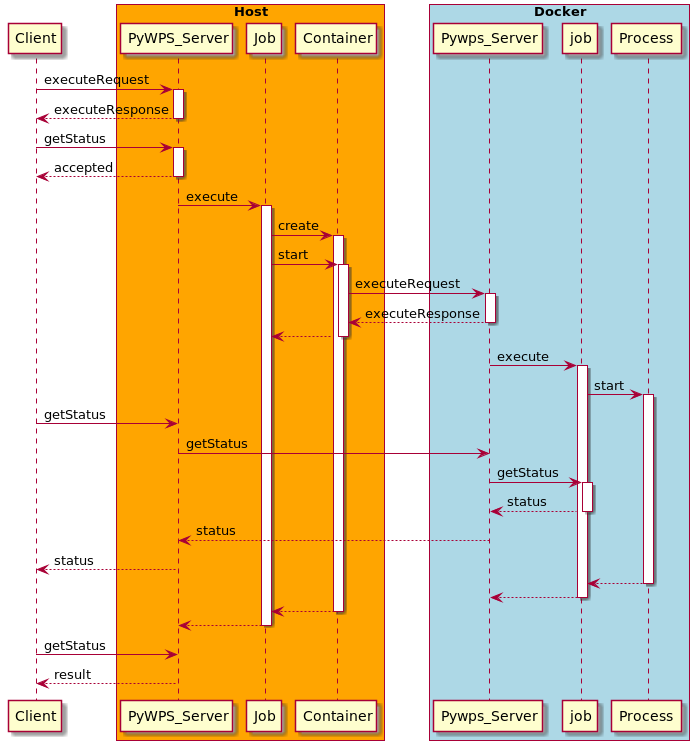 Host
Docker
Client
PyWPS_Server
Job
Container
Pywps_Server
job
Process
executeRequest
executeResponse
getStatus
accepted
execute
create
start
executeRequest
executeResponse
execute
start
getStatus
getStatus
getStatus
status
status
status
getStatus
result
Client
PyWPS_Server
Job
Container
Pywps_Server
job
Process